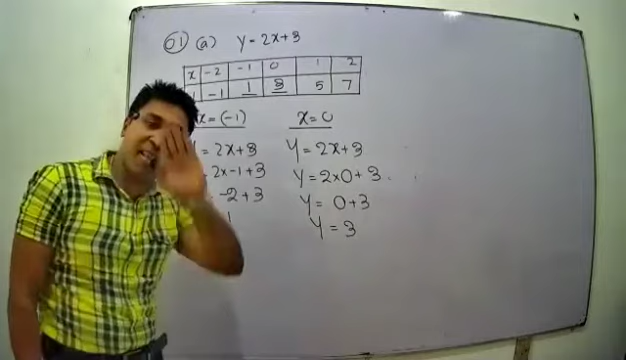 01 (a) y = 2x+3
x -2 -1 0 1 2
-1 1 3 5 7
x = (-1)
= 2x+3
2x-1+3
-2+3
1
x = 0
y = 2x+3
y = 2x0+3
y = 0+3
y = 3